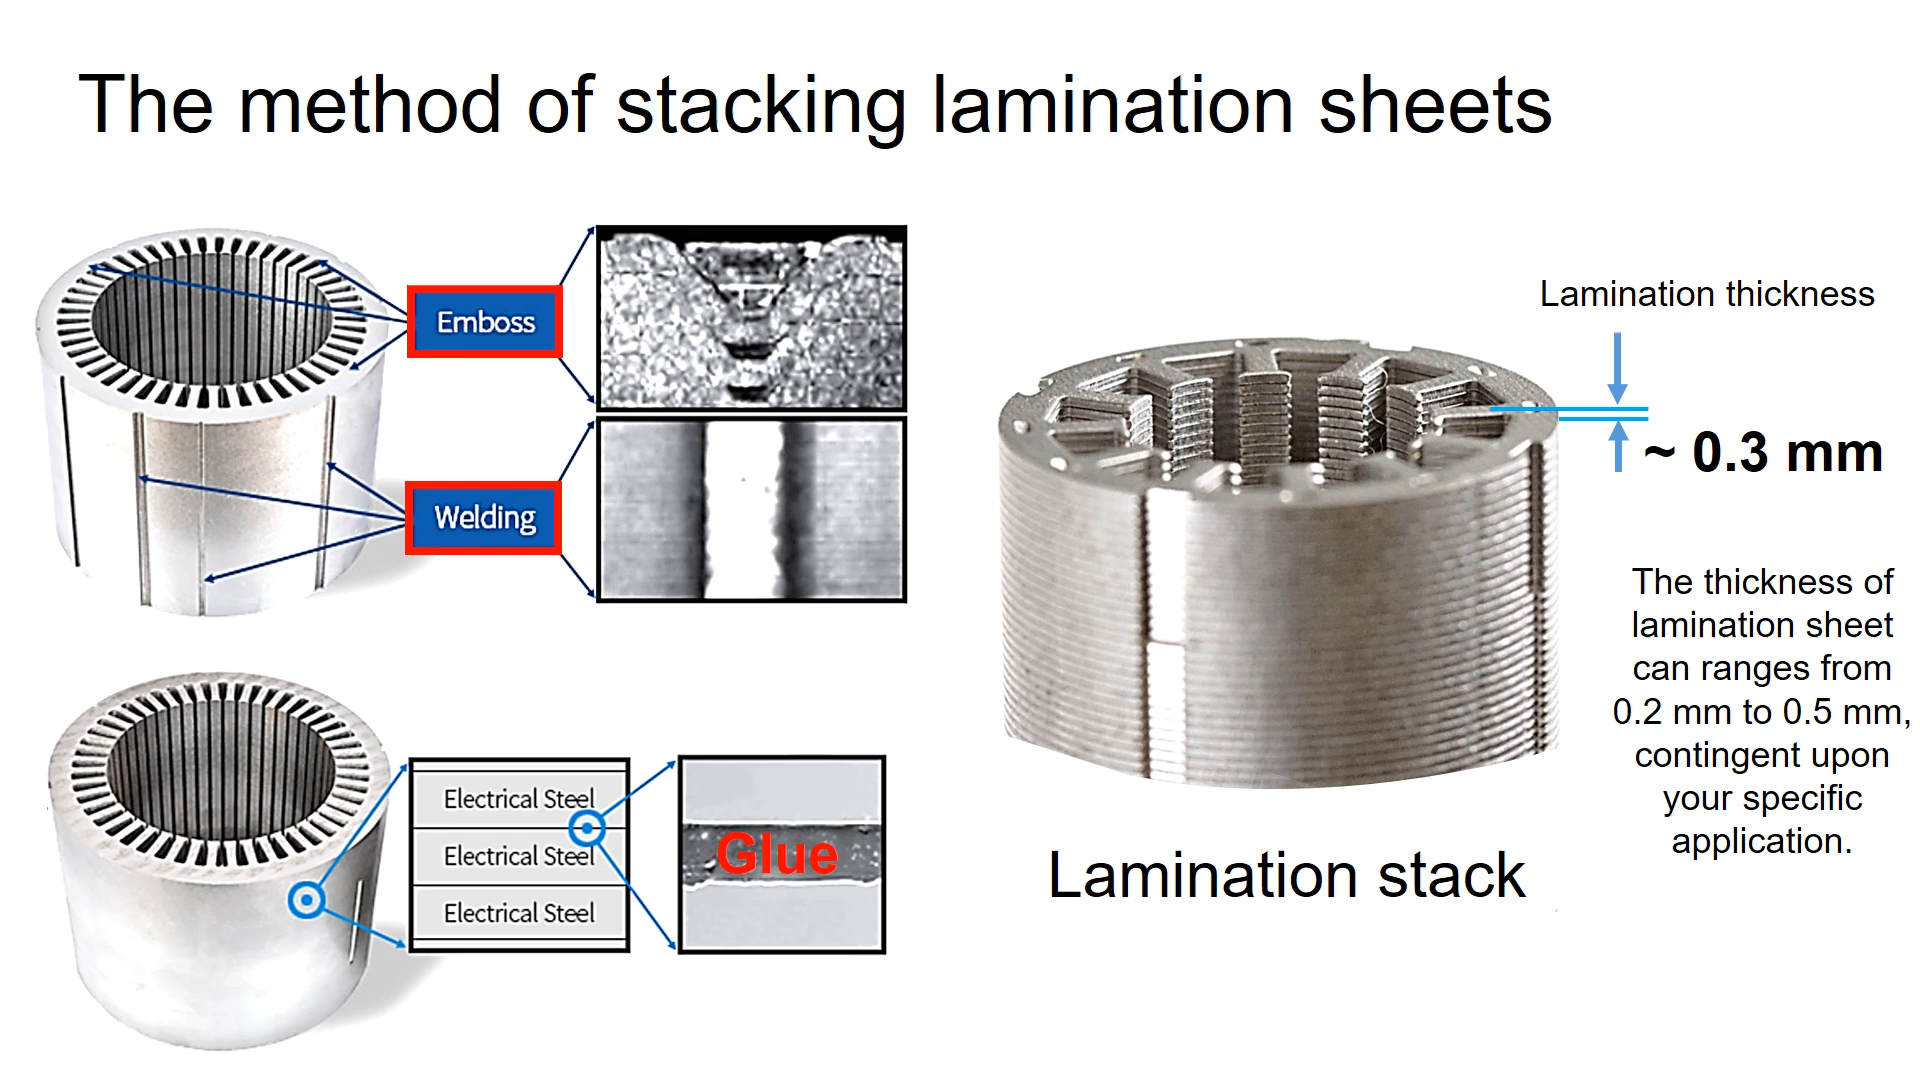 The method of stacking lamination sheets
Emboss
Welding
Electrical Steel
Electrical Steel
Electrical Steel
Glue
Lamination thickness
~ 0.3 mm
The thickness of
lamination sheet
can ranges from
0.2 mm to 0.5 mm,
contingent upon
your specific
application.
Lamination stack